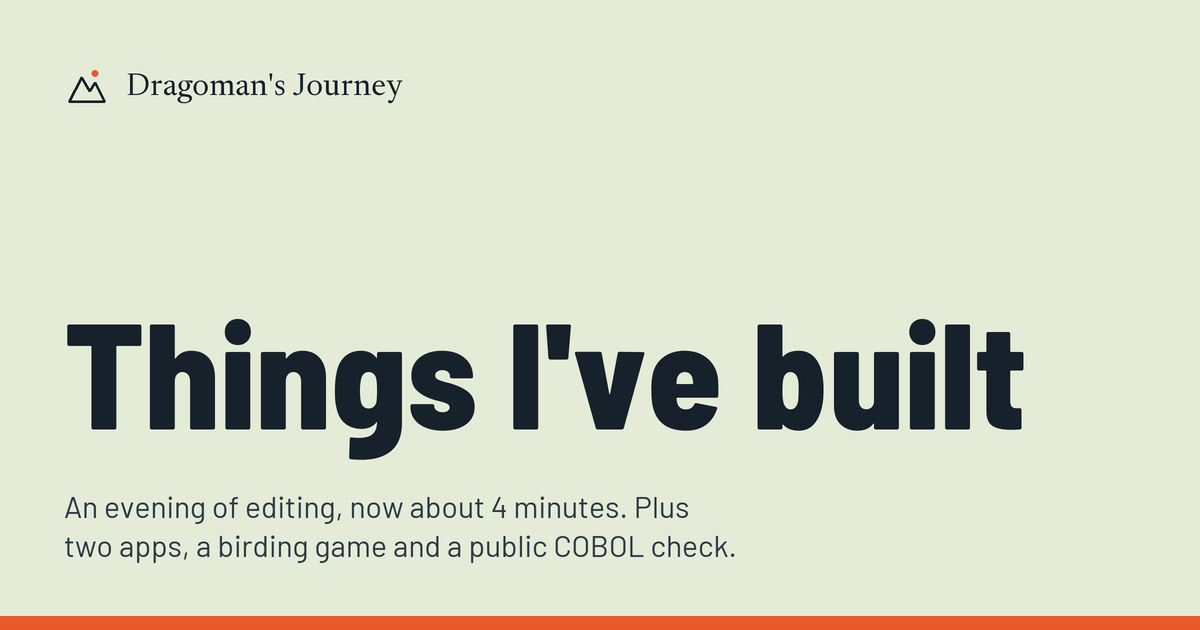 Dragoman's Journey
Things I've built
An evening of editing, now about 4 minutes. Plus
two apps, a birding game and a public COBOL check.